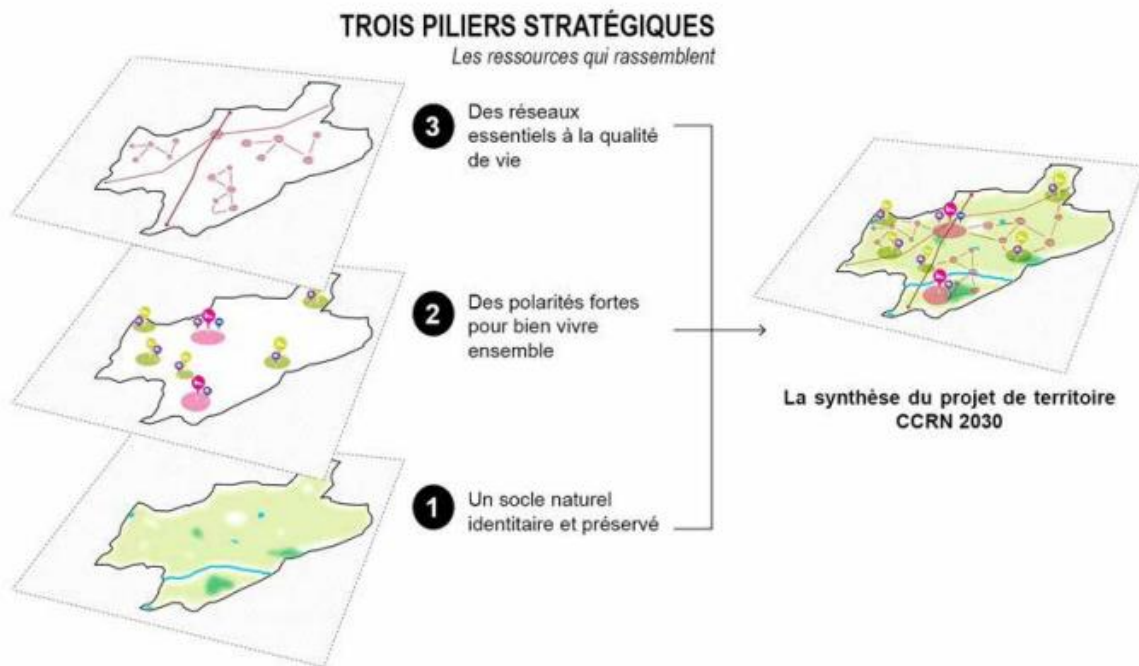 TROIS PILIERS STRATÉGIQUES
Les ressources qui rassemblent
3
Des réseaux
essentiels à la qualité
de vie
2
Des polarités fortes
pour bien vivre
ensemble
1
Un socle naturel
identitaire et préservé
La synthèse du projet de territoire
CCRN 2030